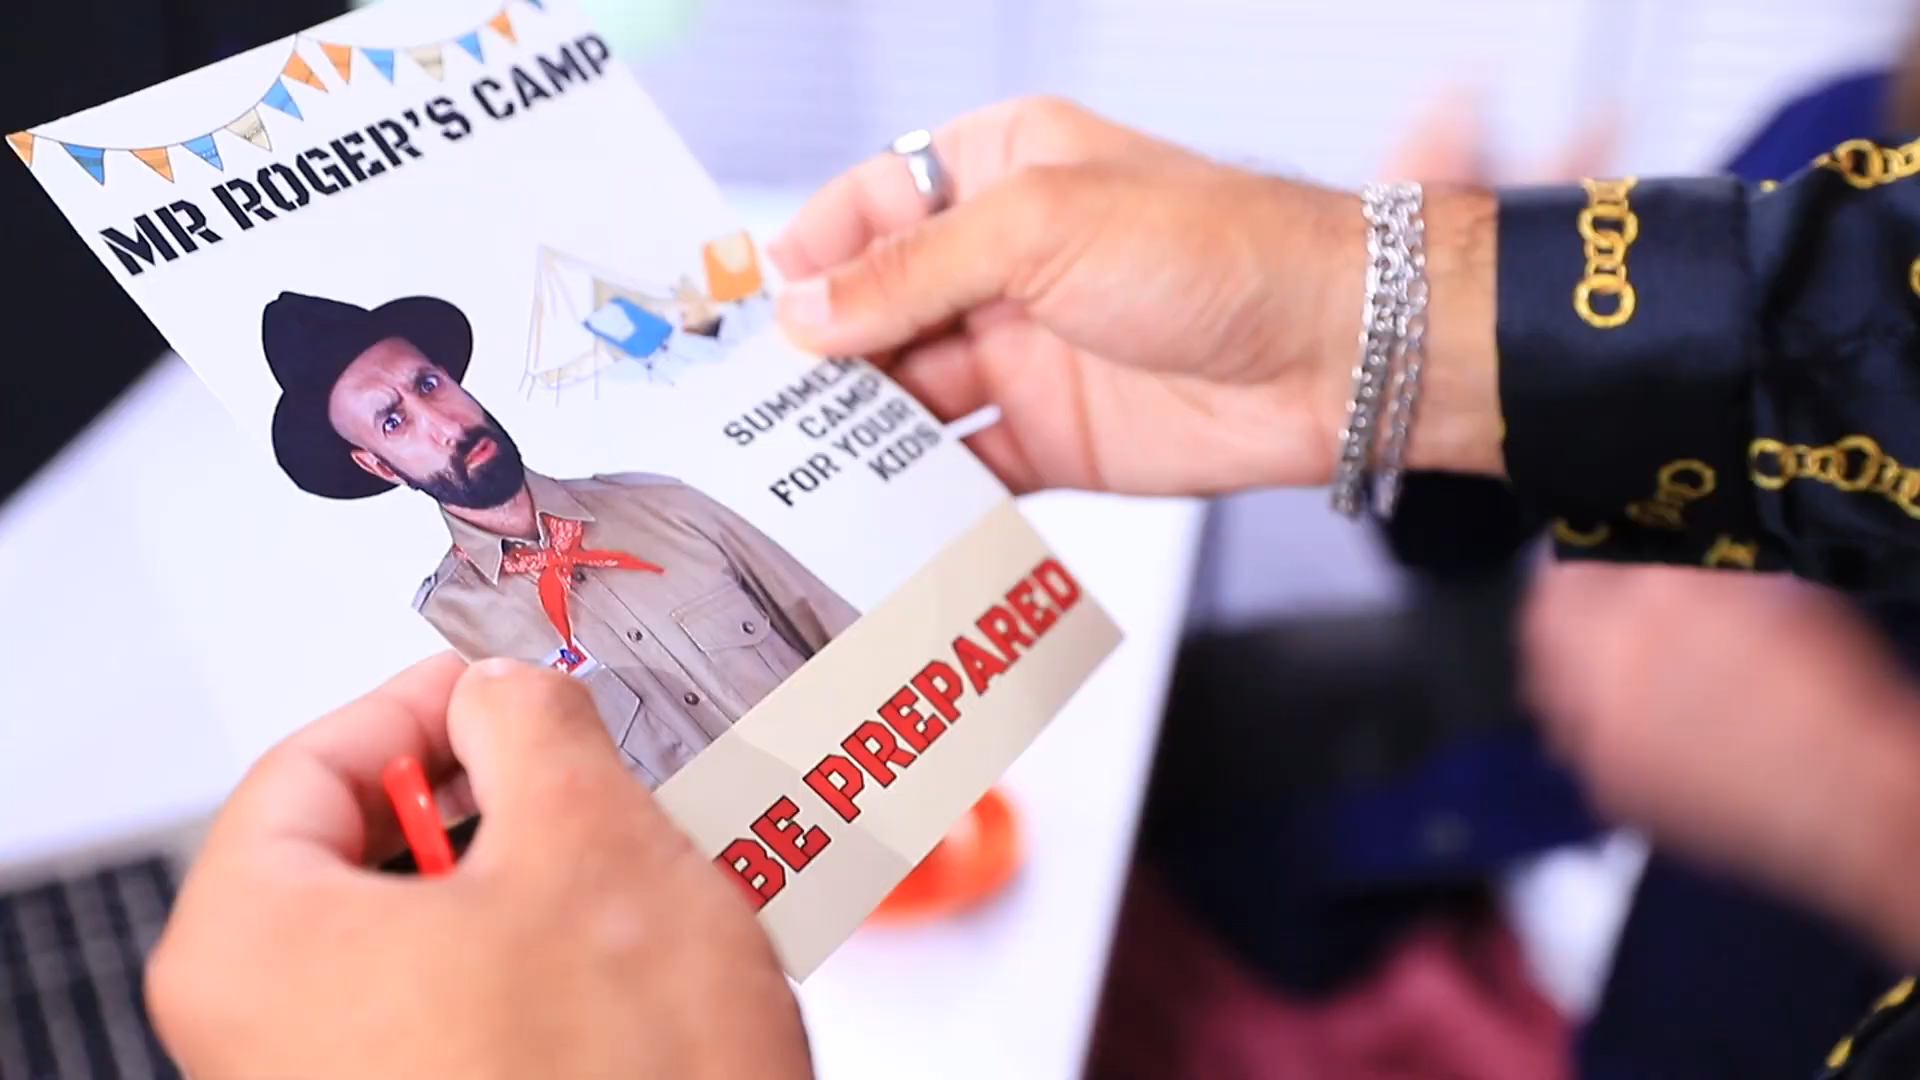 MR ROGER'S CAMP
SUMMER
CAMP
FOR YOUR
KIDS
BE PREPARED